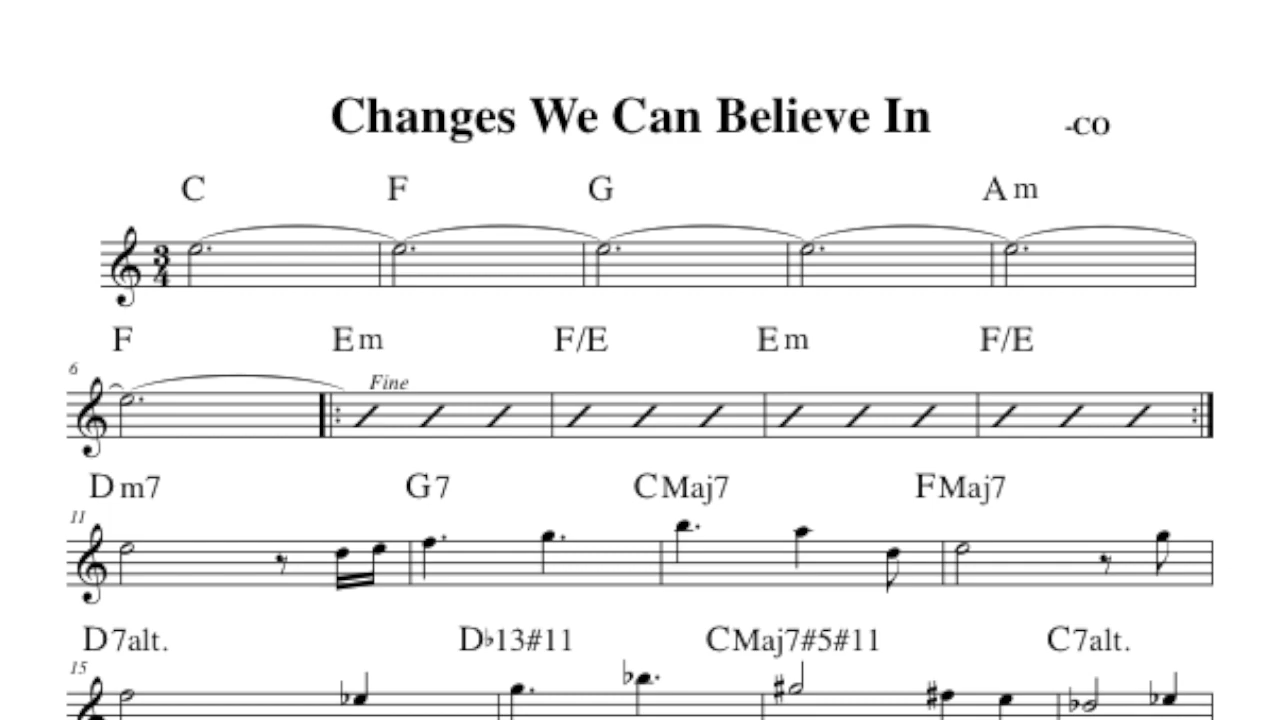 Changes We Can Believe In
-CO
C F G Am
3
4
F Em F/E Em F/E
6
Fine
Dm7 G7 CMaj7 FMaj7
11
D7alt. D♭13#11 CMaj7#5#11 C7alt.
15